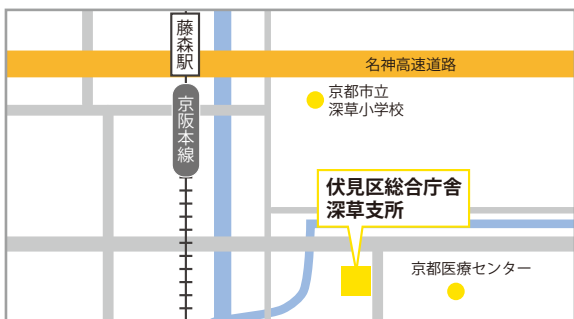 藤森駅
名神高速道路
京都市立
深草小学校
京阪本線
伏見区総合庁舎
深草支所
京都医療センター